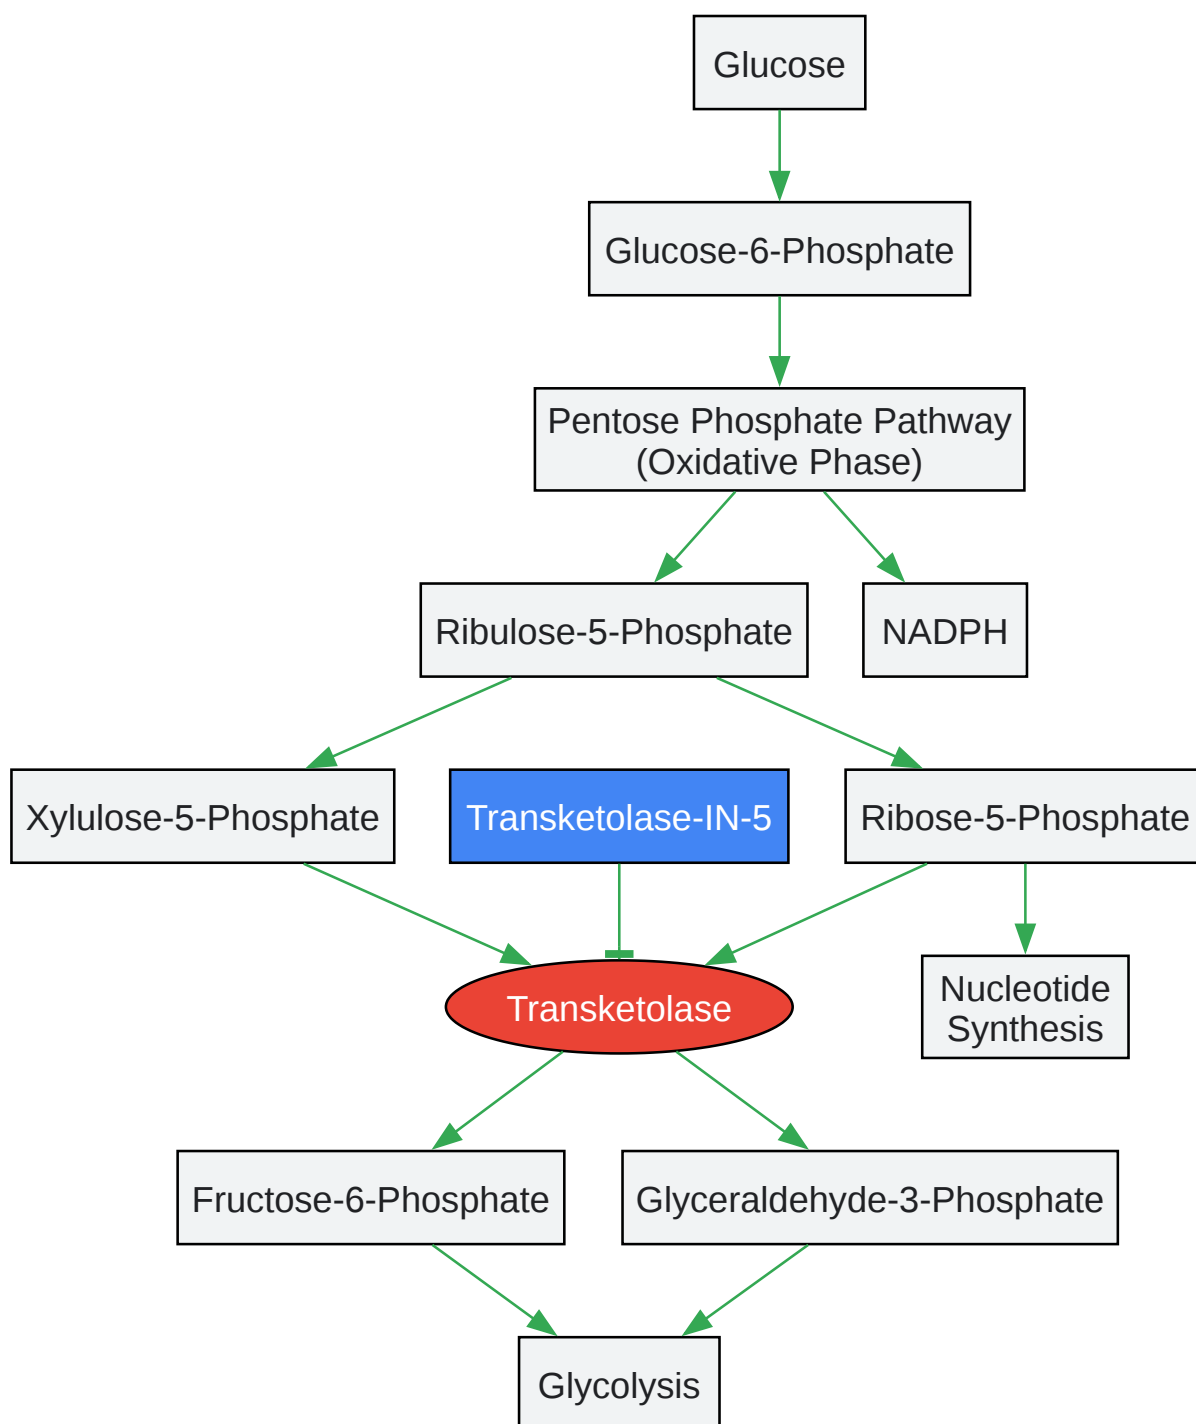 Glucose
Glucose-6-Phosphate
Pentose Phosphate Pathway
(Oxidative Phase)
Ribulose-5-Phosphate
NADPH
Xylulose-5-Phosphate
Transketolase-IN-5
Ribose-5-Phosphate
Transketolase
Nucleotide
Synthesis
Fructose-6-Phosphate
Glyceraldehyde-3-Phosphate
Glycolysis